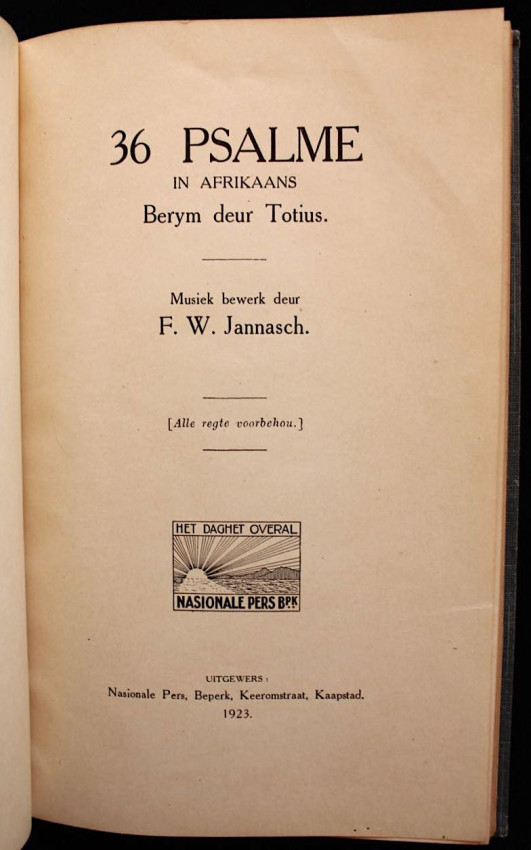 36 PSALME
IN AFRIKAANS
Berym deur Totius.
Musiek bewerk deur
F. W. Jannasch.
[Alle regte voorbehou.]
HET DAGHET OVERAL
NASIONALE PERS BPK
UITGEWERS:
Nasionale Pers, Beperk, Keeromstraat, Kaapstad.
1923.